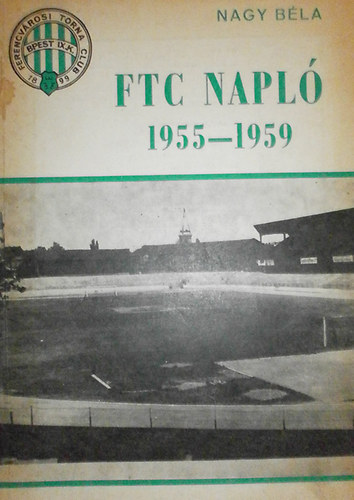 NAGY BÉLA
FERENCVÁROSI TORNA CLUB
BPEST IX.K.
18 99
FTC NAPLÓ
1955—1959